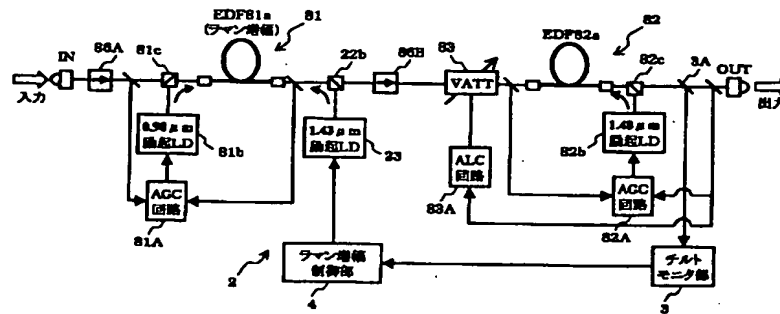 EDF81a
(ラマン増幅)
81
IN
86A
81c
22b
86B
83
VATT
EDF82a
82
82c
3A
OUT
入力
出力
0.98μm
励起LD
81b
1.43μm
励起LD
23
ALC
回路
83A
1.48μm
励起LD
82b
AGC
回路
81A
AGC
回路
82A
2
ラマン増幅
制御部
4
チルト
モニタ部
3